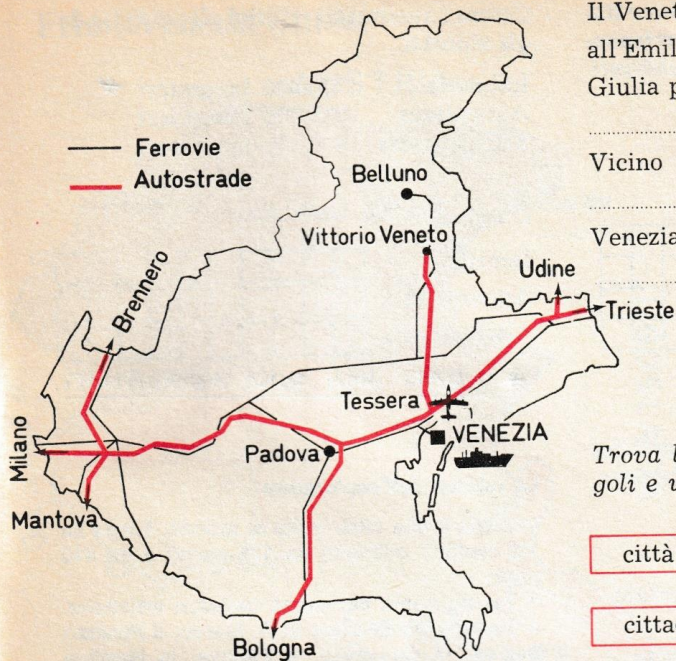 Il Venet
all'Emil
Giulia p
Vicino
Venezia
Ferrovie
Autostrade
Belluno
Vittorio Veneto
Brennero
Udine
Trieste
Tessera
VENEZIA
Padova
Milano
Mantova
Bologna
Trova l
goli e u
città
cittad